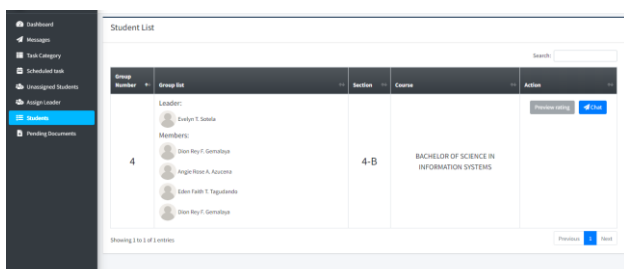 Dashboard
Messages
Task Category
Scheduled task
Unassigned Students
Assign Leader
Students
Pending Documents
Student List
Search:
Group Number Group list Section Course Action
Leader:
Evelyn T. Sotela
Members:
Dion Rey F. Gematlaya
Angie Rose A. Azucena
Eden Faith T. Taguilando
Dion Rey F. Gematlaya
4
4-B
BACHELOR OF SCIENCE IN
INFORMATION SYSTEMS
Preview rating Chat
Showing 1 to 1 of 1 entries
Previous 1 Next